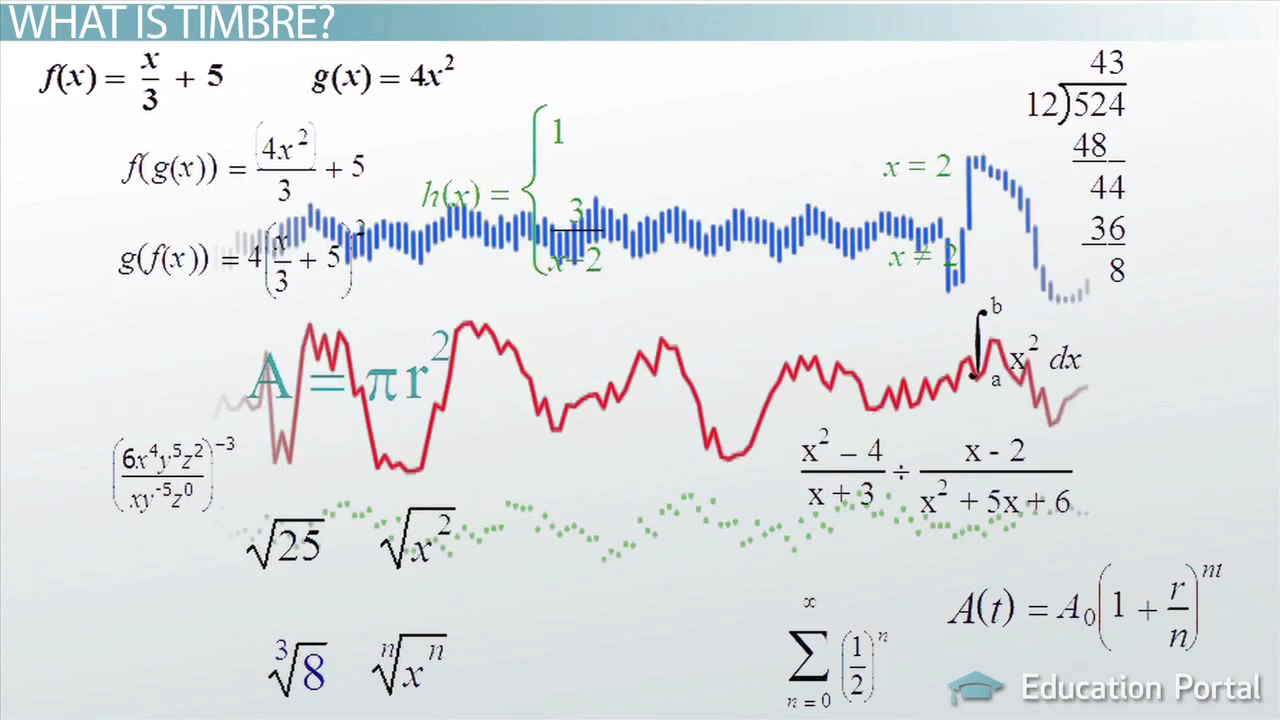 WHAT IS TIMBRE?
f(x) = x/3 + 5
g(x) = 4x²
43
12)524
48
44
36
8
f(g(x)) = (4x²)/3 + 5
h(x) = { 1 x = 2
3/(x−2) x ≠ 2
g(f(x)) = 4(x/3 + 5)²
A = πr²
∫ₐᵇ x² dx
(6x⁴y⁵z²/xy⁻⁵z⁰)⁻³
(x² − 4)/(x + 3) ÷ (x - 2)/(x² + 5x + 6)
√25 √x²
A(t) = A₀(1 + r/n)ⁿᵗ
∑ₙ₌₀^∞ (1/2)ⁿ
³√8 ⁿ√xⁿ
Education Portal